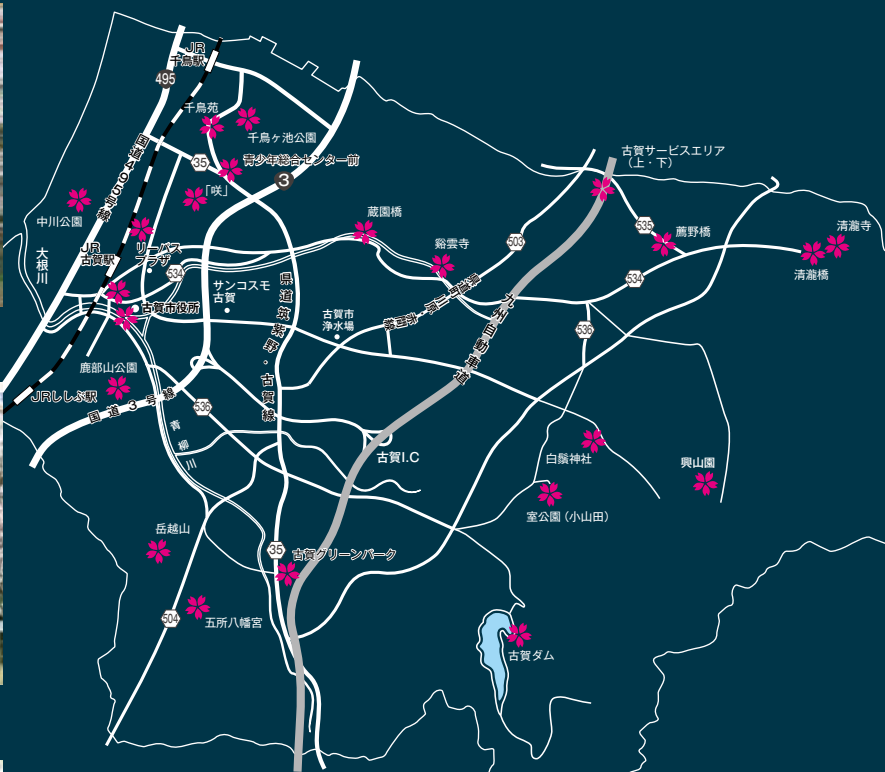 JR
千鳥駅
495
千鳥苑
千鳥ヶ池公園
国道495号線
35
青少年総合センター前
3
「咲」
古賀サービスエリア
(上・下)
中川公園
蔵園橋
535
薦野橋
清瀧寺
清瀧橋
大根川
JR
古賀駅
リーパス
プラザ
534
谿雲寺
503
534
サンコスモ
古賀
古賀市役所
県道筑紫野・古賀線
古賀市
浄水場
九州自動車道
536
鹿部山公園
JRししぶ駅
国道3号線
536
青柳川
古賀I.C
白鬚神社
興山園
室公園(小山田)
岳越山
35
古賀グリーンパーク
504
五所八幡宮
古賀ダム